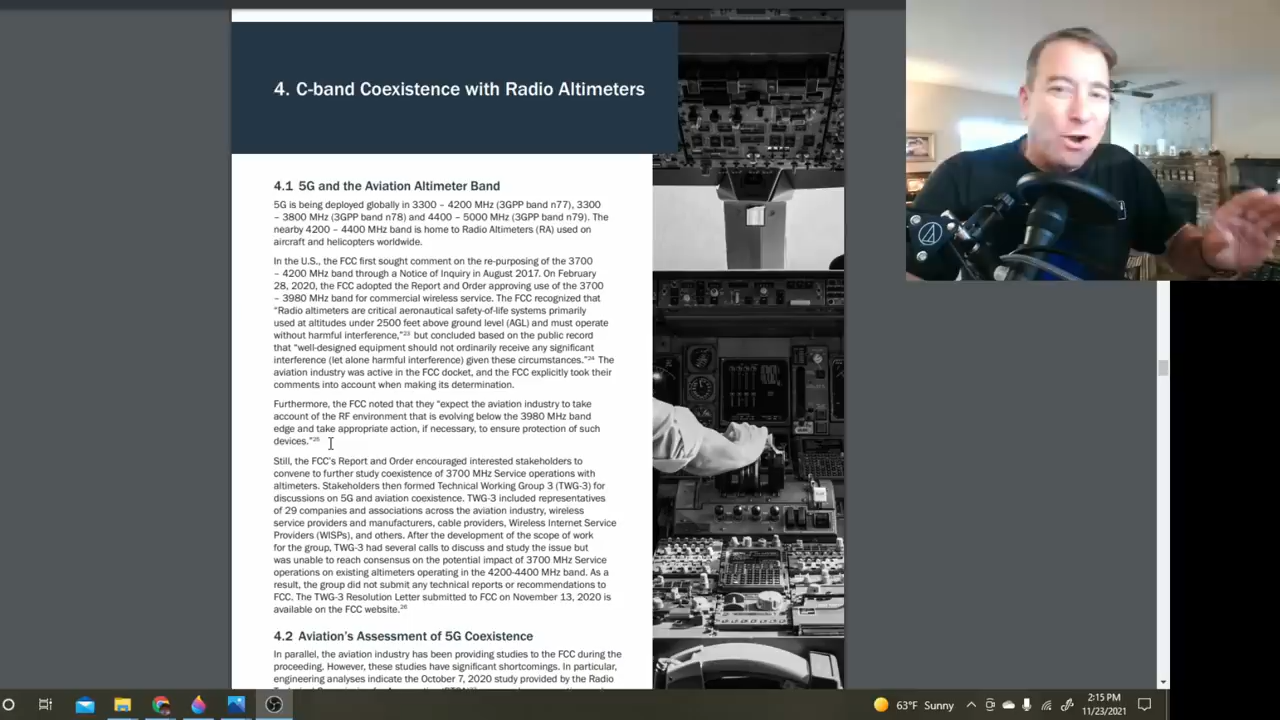 4. C-band Coexistence with Radio Altimeters
4.1 5G and the Aviation Altimeter Band
5G is being deployed globally in 3300 – 4200 MHz (3GPP band n77), 3300
– 3800 MHz (3GPP band n78) and 4400 – 5000 MHz (3GPP band n79). The
nearby 4200 – 4400 MHz band is home to Radio Altimeters (RA) used on
aircraft and helicopters worldwide.
In the U.S., the FCC first sought comment on the re-purposing of the 3700
– 4200 MHz band through a Notice of Inquiry in August 2017. On February
28, 2020, the FCC adopted the Report and Order approving use of the 3700
– 3980 MHz band for commercial wireless service. The FCC recognized that
"Radio altimeters are critical aeronautical safety-of-life systems primarily
used at altitudes under 2500 feet above ground level (AGL) and must operate
without harmful interference,"23 but concluded based on the public record
that "well-designed equipment should not ordinarily receive any significant
interference (let alone harmful interference) given these circumstances."24 The
aviation industry was active in the FCC docket, and the FCC explicitly took their
comments into account when making its determination.
Furthermore, the FCC noted that they "expect the aviation industry to take
account of the RF environment that is evolving below the 3980 MHz band
edge and take appropriate action, if necessary, to ensure protection of such
devices."25
Still, the FCC's Report and Order encouraged interested stakeholders to
convene to further study coexistence of 3700 MHz Service operations with
altimeters. Stakeholders then formed Technical Working Group 3 (TWG-3) for
discussions on 5G and aviation coexistence. TWG-3 included representatives
of 29 companies and associations across the aviation industry, wireless
service providers and manufacturers, cable providers, Wireless Internet Service
Providers (WISPs), and others. After the development of the scope of work
for the group, TWG-3 had several calls to discuss and study the issue but
was unable to reach consensus on the potential impact of 3700 MHz Service
operations on existing altimeters operating in the 4200-4400 MHz band. As a
result, the group did not submit any technical reports or recommendations to
FCC. The TWG-3 Resolution Letter submitted to FCC on November 13, 2020 is
available on the FCC website.26
4.2 Aviation's Assessment of 5G Coexistence
In parallel, the aviation industry has been providing studies to the FCC during the
proceeding. However, these studies have significant shortcomings. In particular,
engineering analyses indicate the October 7, 2020 study provided by the Radio
63°F Sunny
2:15 PM
11/23/2021